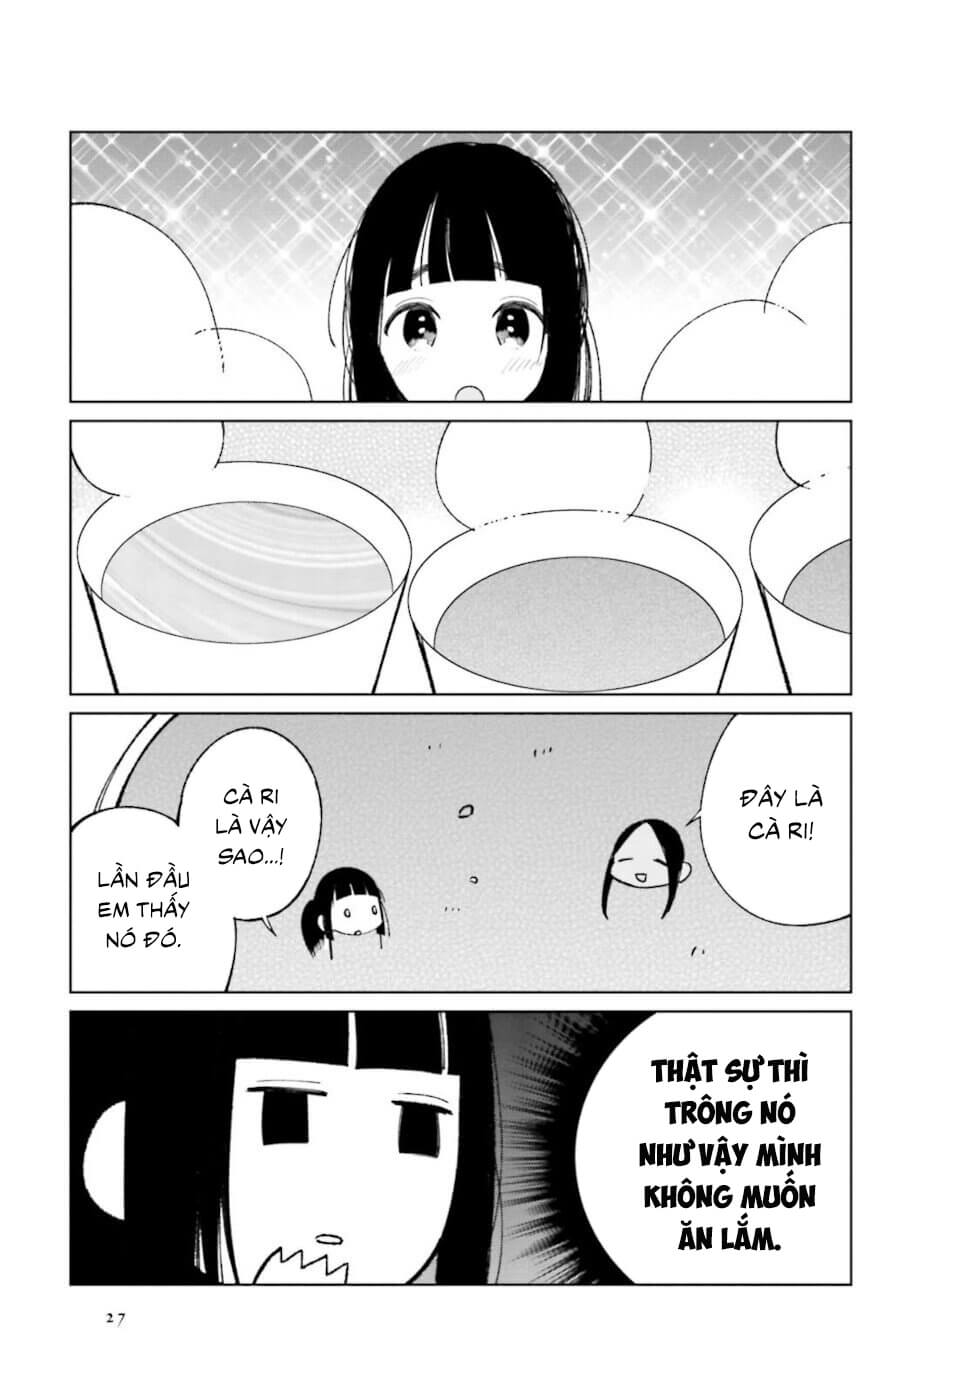 ĐÂY LÀ
CÀ RI!
CÀ RI
LÀ VẬY
SAO...!
LẦN ĐẦU
EM THẤY
NÓ ĐÓ.
THẬT SỰ THÌ
TRÔNG NÓ
NHƯ VẬY MÌNH
KHÔNG MUỐN
ĂN LẮM.
27